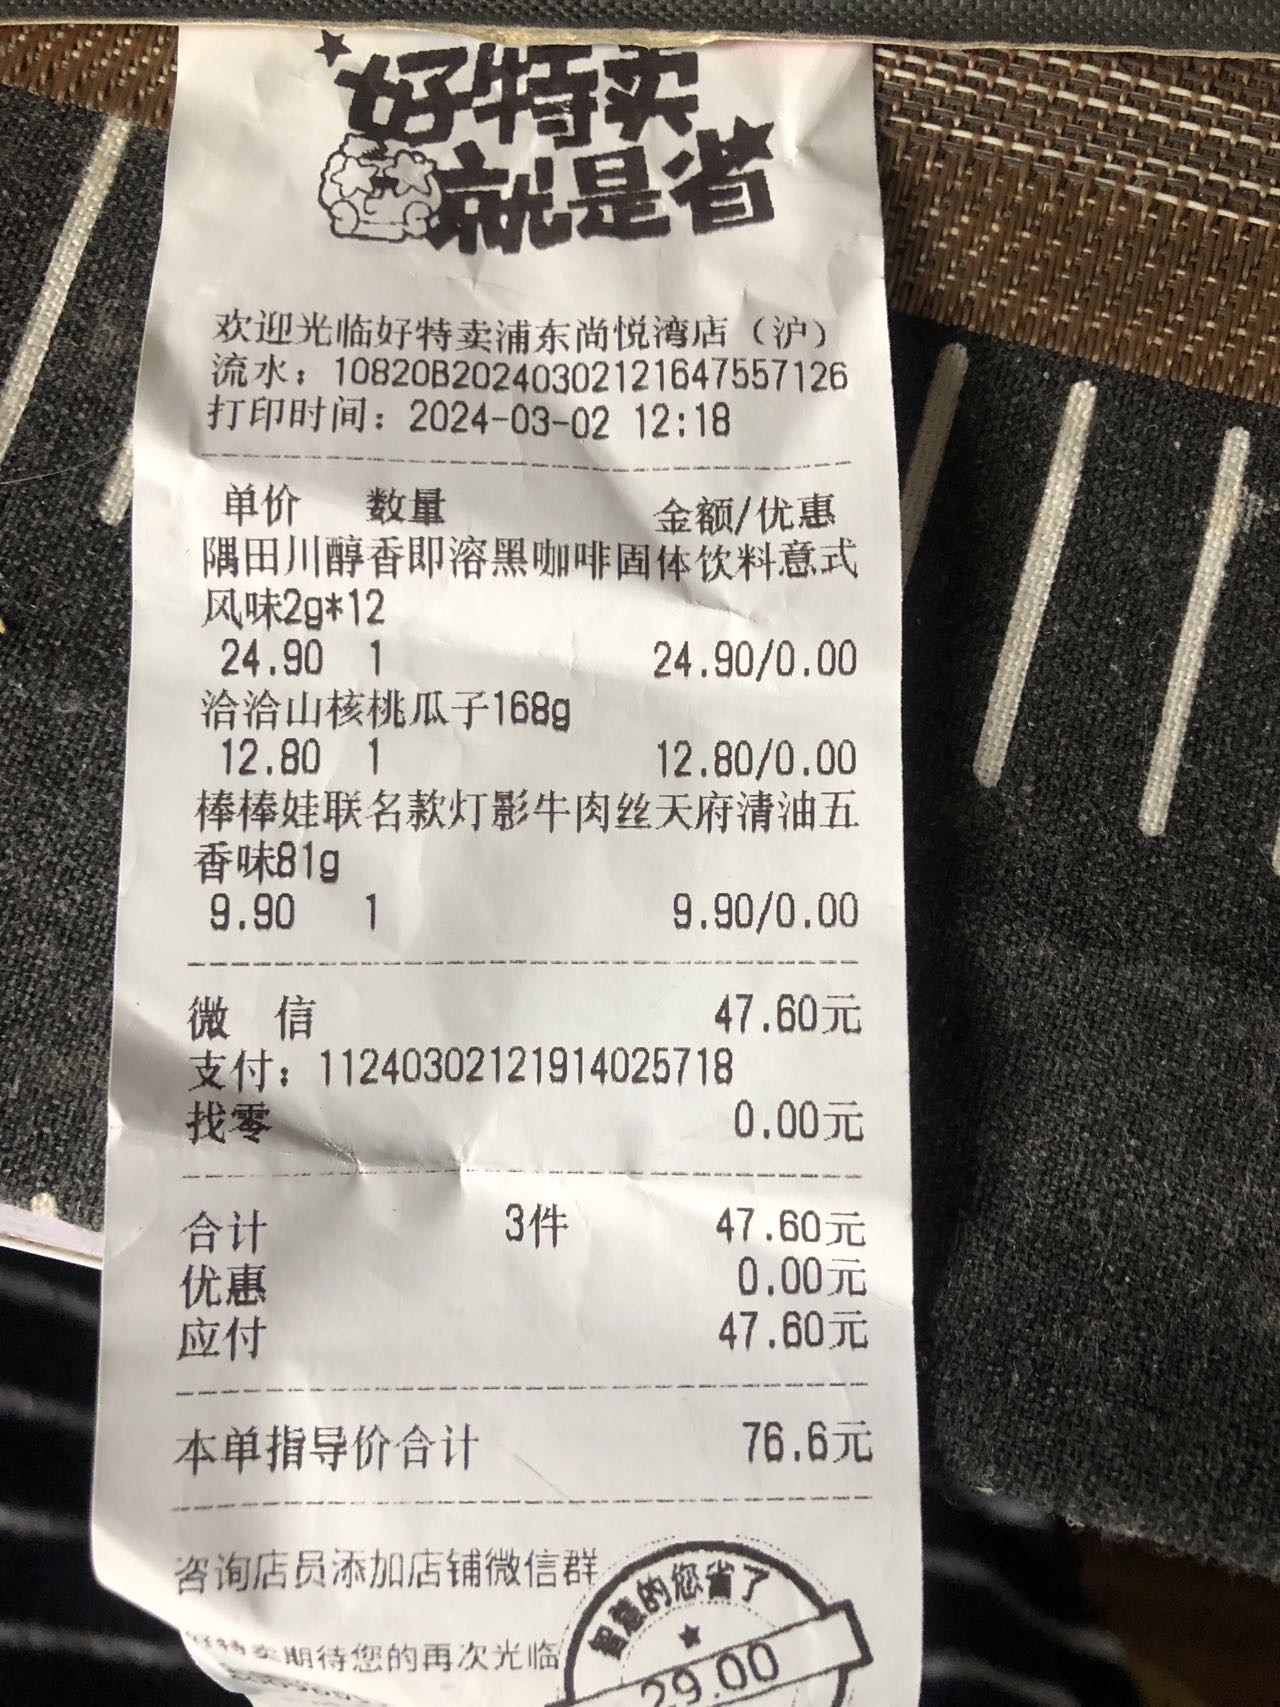 好特卖
就是省
欢迎光临好特卖浦东尚悦湾店（沪）
流水：10820B20240302121647557126
打印时间：2024-03-02 12:18
单价 数量 金额/优惠
隅田川醇香即溶黑咖啡固体饮料意式
风味2g*12
24.90 1 24.90/0.00
洽洽山核桃瓜子168g
12.80 1 12.80/0.00
棒棒娃联名款灯影牛肉丝天府清油五
香味81g
9.90 1 9.90/0.00
微 信 47.60元
支付：11240302121914025718
找零 0.00元
合计 3件 47.60元
优惠 0.00元
应付 47.60元
本单指导价合计 76.6元
咨询店员添加店铺微信群
智慧的您省了
好特卖期待您的再次光临
29.00